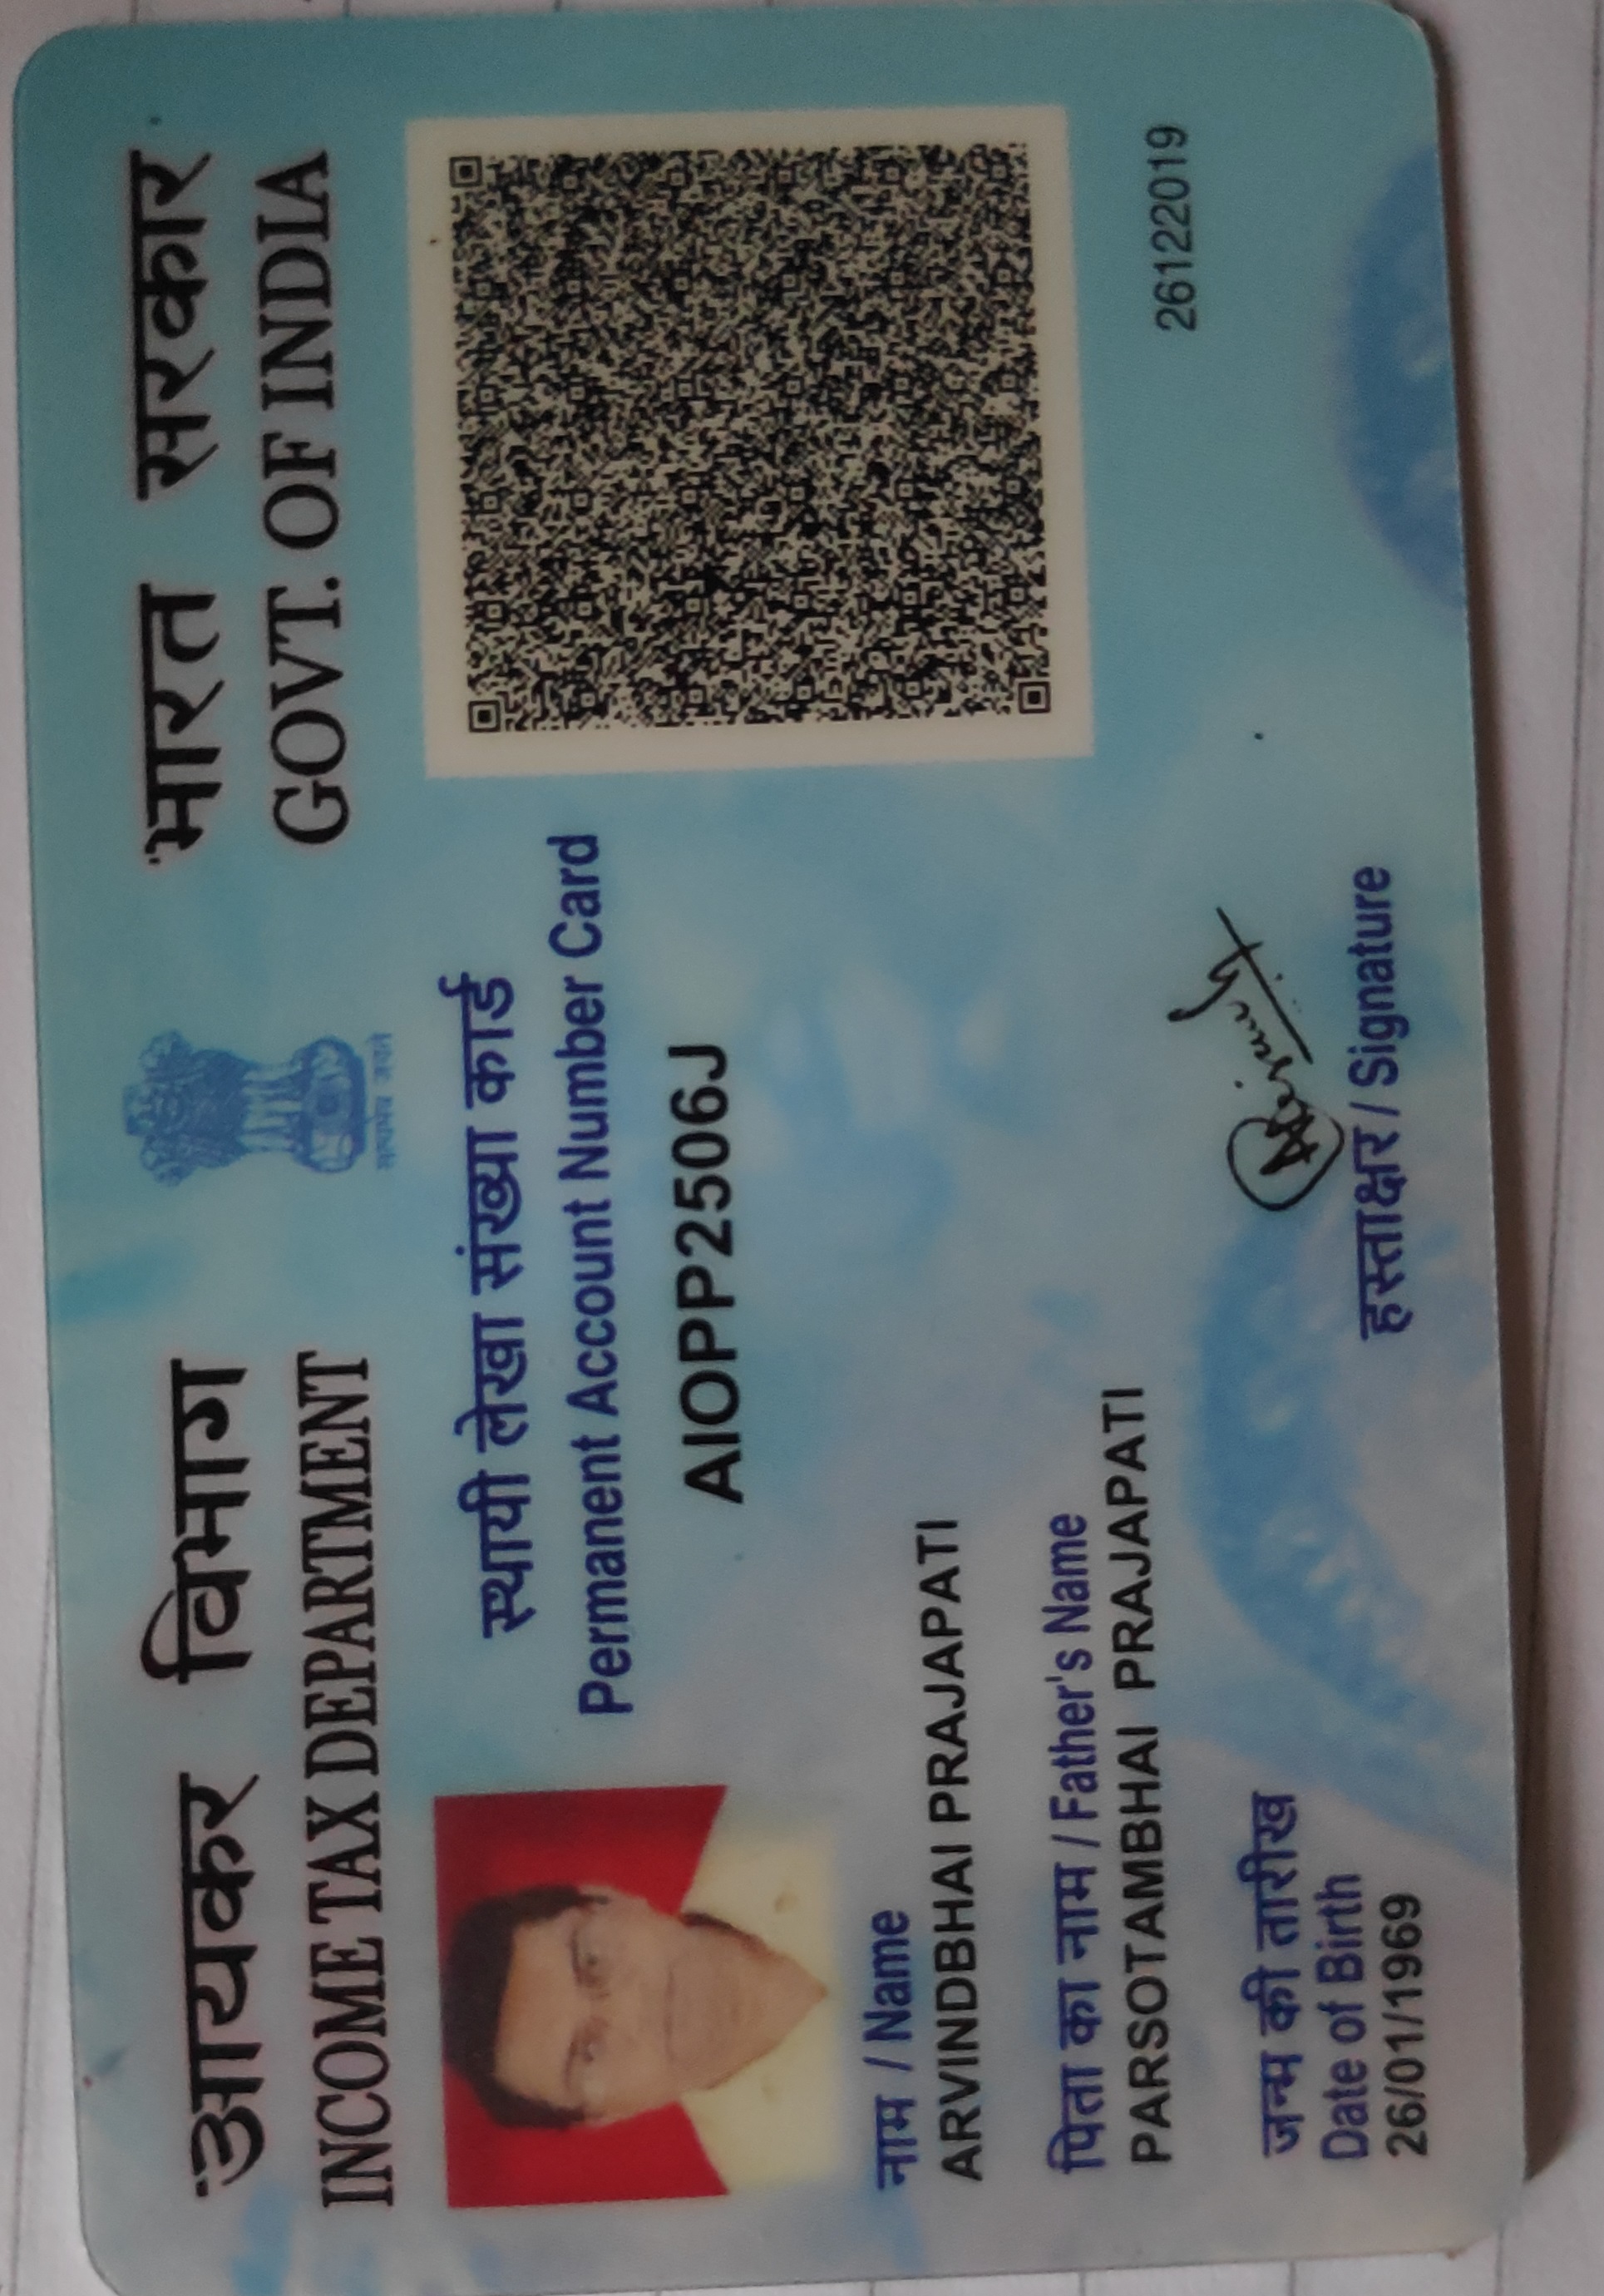 आयकर विभाग
INCOME TAX DEPARTMENT
सत्यमेव जयते
भारत सरकार
GOVT. OF INDIA
स्थायी लेखा संख्या कार्ड
Permanent Account Number Card
AIOPP2506J
नाम / Name
ARVINDBHAI PRAJAPATI
पिता का नाम / Father's Name
PARSOTAMBHAI PRAJAPATI
जन्म की तारीख
Date of Birth
26/01/1969
हस्ताक्षर / Signature
26122019